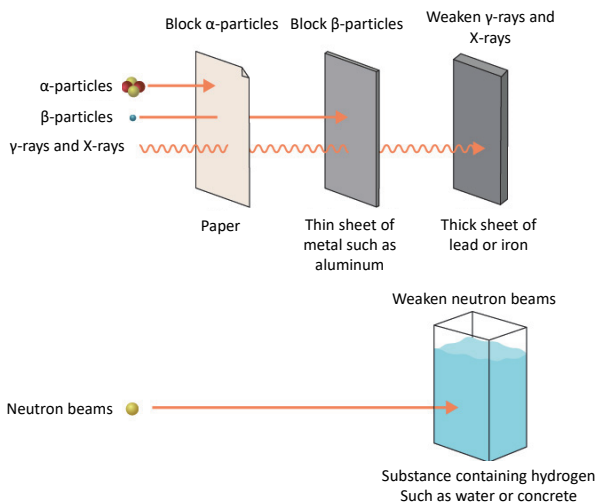 Block α-particles
Block β-particles
Weaken γ-rays and
X-rays
α-particles
β-particles
γ-rays and X-rays
Paper
Thin sheet of
metal such as
aluminum
Thick sheet of
lead or iron
Weaken neutron beams
Neutron beams
Substance containing hydrogen
Such as water or concrete